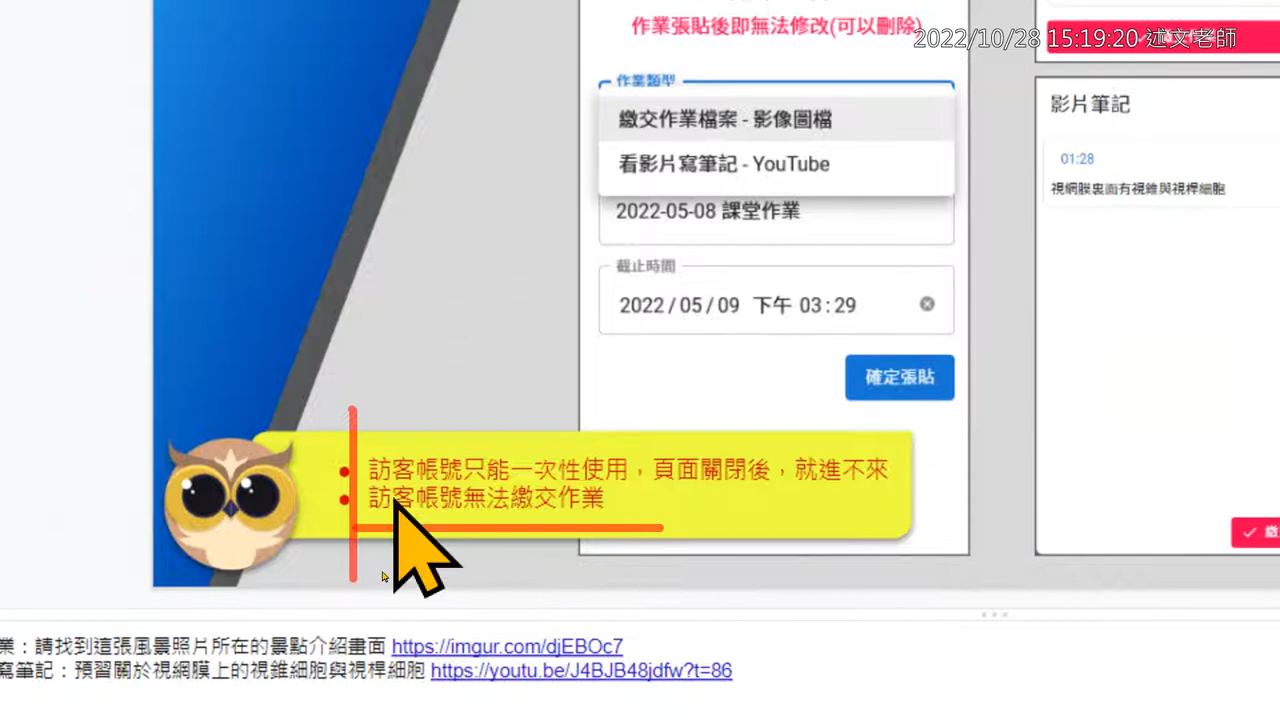 作業張貼後即無法修改(可以刪除)
2022/10/28 15:19:20 述文老師
作業類型
繳交作業檔案 - 影像圖檔
看影片寫筆記 - YouTube
2022-05-08 課堂作業
截止時間
2022/05/09 下午 03:29
確定張貼
影片筆記
01:28
視網膜裏面有視錐與視桿細胞
繳
• 訪客帳號只能一次性使用，頁面關閉後，就進不來
• 訪客帳號無法繳交作業
業：請找到這張風景照片所在的景點介紹畫面 https://imgur.com/djEBOc7
寫筆記：預習關於視網膜上的視錐細胞與視桿細胞 https://youtu.be/J4BJB48jdfw?t=86